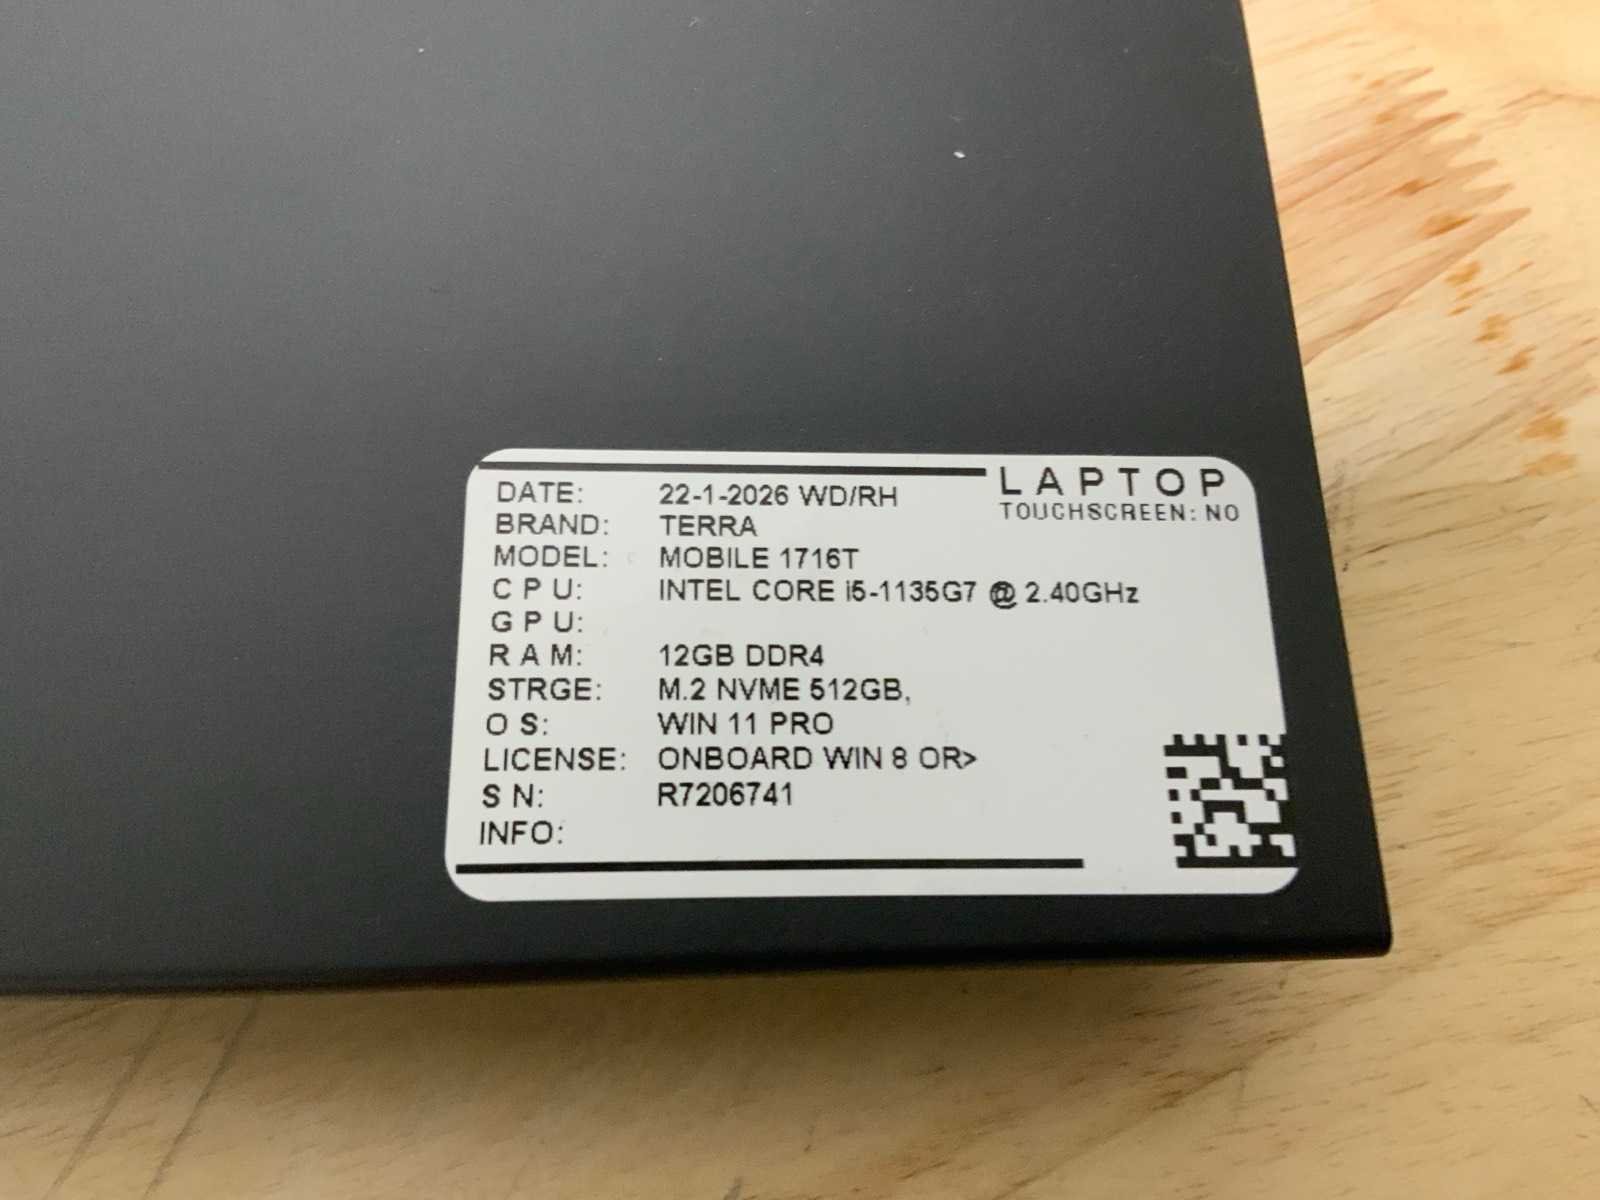 LAPTOP
TOUCHSCREEN: NO
DATE: 22-1-2026 WD/RH
BRAND: TERRA
MODEL: MOBILE 1716T
C P U: INTEL CORE i5-1135G7 @ 2.40GHz
G P U:
R A M: 12GB DDR4
STRGE: M.2 NVME 512GB,
O S: WIN 11 PRO
LICENSE: ONBOARD WIN 8 OR>
S N: R7206741
INFO: